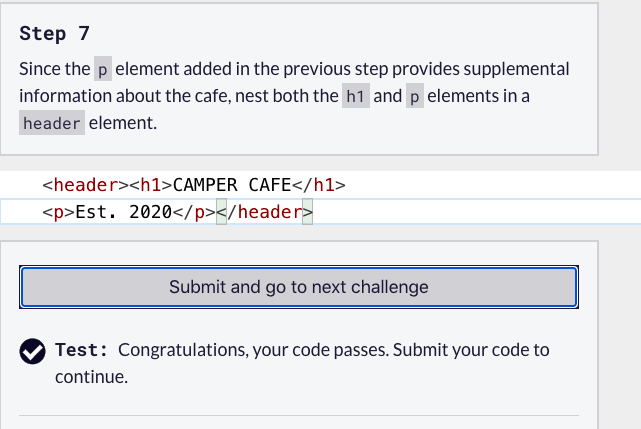 Step 7
Since the p element added in the previous step provides supplemental
information about the cafe, nest both the h1 and p elements in a
header element.
<header><h1>CAMPER CAFE</h1>
<p>Est. 2020</p></header>
Submit and go to next challenge
Test: Congratulations, your code passes. Submit your code to
continue.